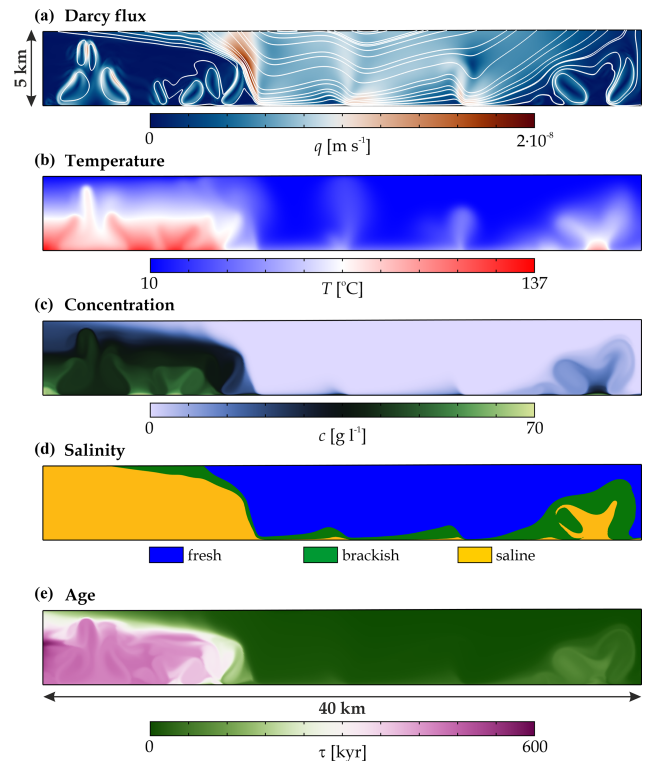 (a) Darcy flux
5 km
0 2·10⁻⁸
q [m s⁻¹]
(b) Temperature
10 137
T [°C]
(c) Concentration
0 70
c [g l⁻¹]
(d) Salinity
fresh brackish saline
(e) Age
40 km
0 600
τ [kyr]